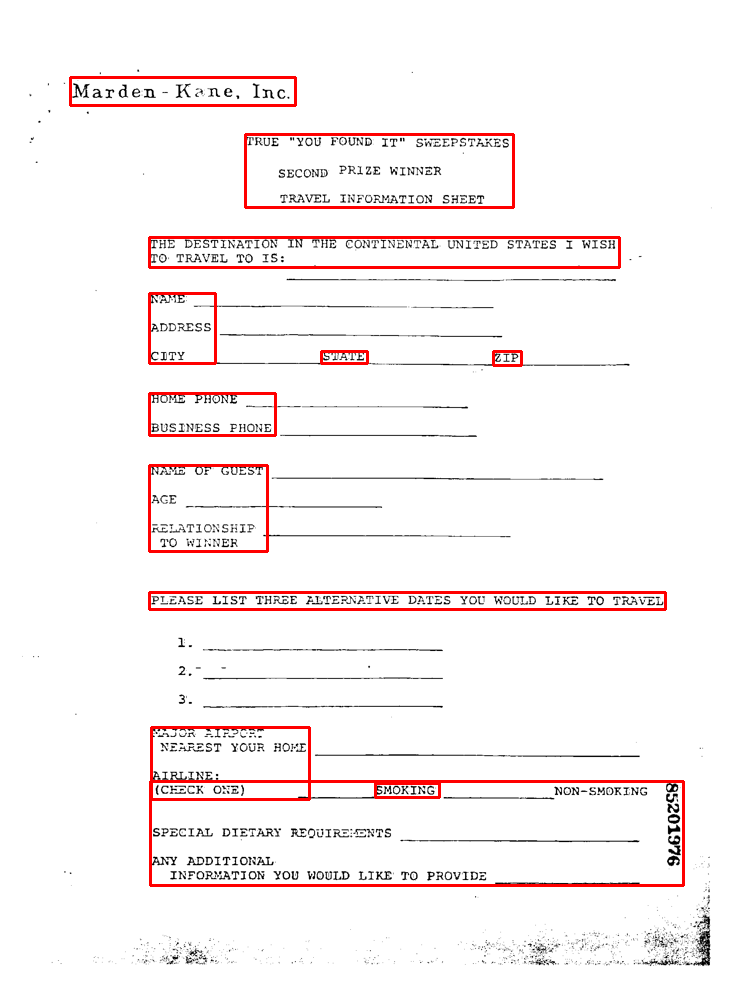 Marden-Kane, Inc.
TRUE "YOU FOUND IT" SWEEPSTAKES
SECOND PRIZE WINNER
TRAVEL INFORMATION SHEET
THE DESTINATION IN THE CONTINENTAL UNITED STATES I WISH
TO TRAVEL TO IS:
NAME
ADDRESS
CITY STATE ZIP
HOME PHONE
BUSINESS PHONE
NAME OF GUEST
AGE
RELATIONSHIP
TO WINNER
PLEASE LIST THREE ALTERNATIVE DATES YOU WOULD LIKE TO TRAVEL
1.
2.
3.
MAJOR AIRPORT
NEAREST YOUR HOME
AIRLINE:
(CHECK ONE) SMOKING NON-SMOKING
85201976
SPECIAL DIETARY REQUIREMENTS
ANY ADDITIONAL
INFORMATION YOU WOULD LIKE TO PROVIDE